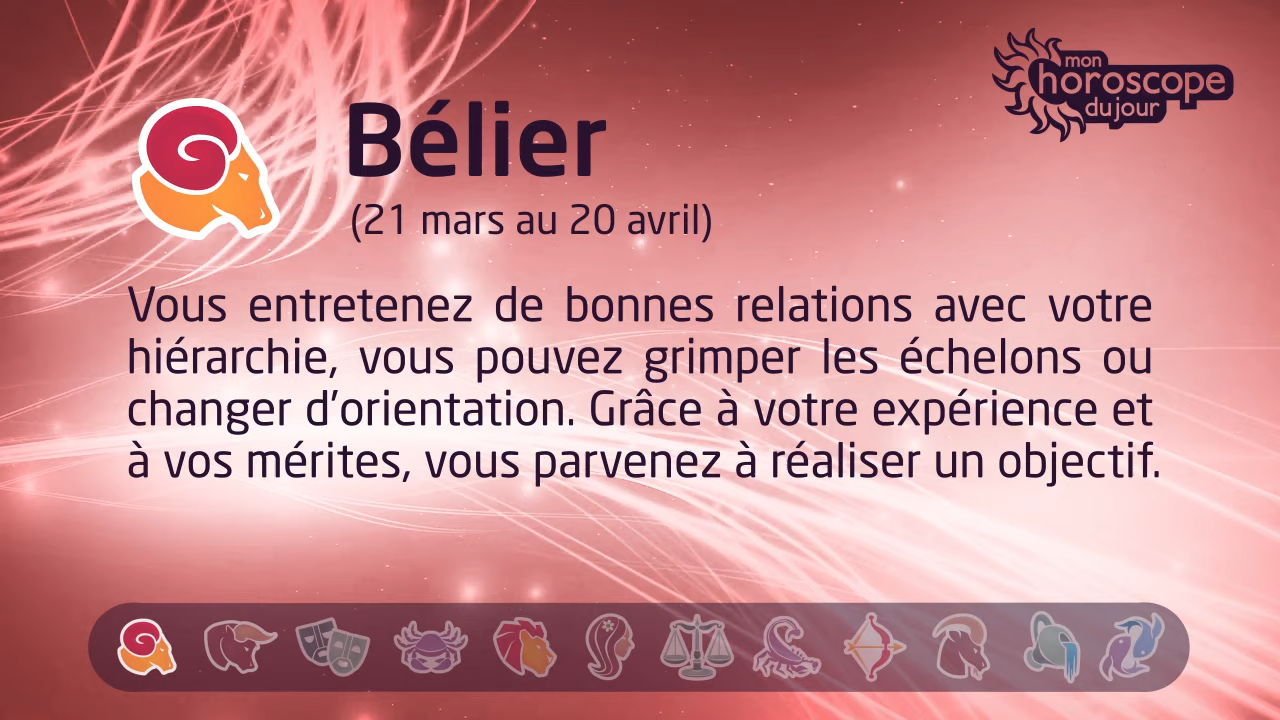 mon
horoscope
du jour
Bélier
(21 mars au 20 avril)
Vous entretenez de bonnes relations avec votre
hiérarchie, vous pouvez grimper les échelons ou
changer d'orientation. Grâce à votre expérience et
à vos mérites, vous parvenez à réaliser un objectif.